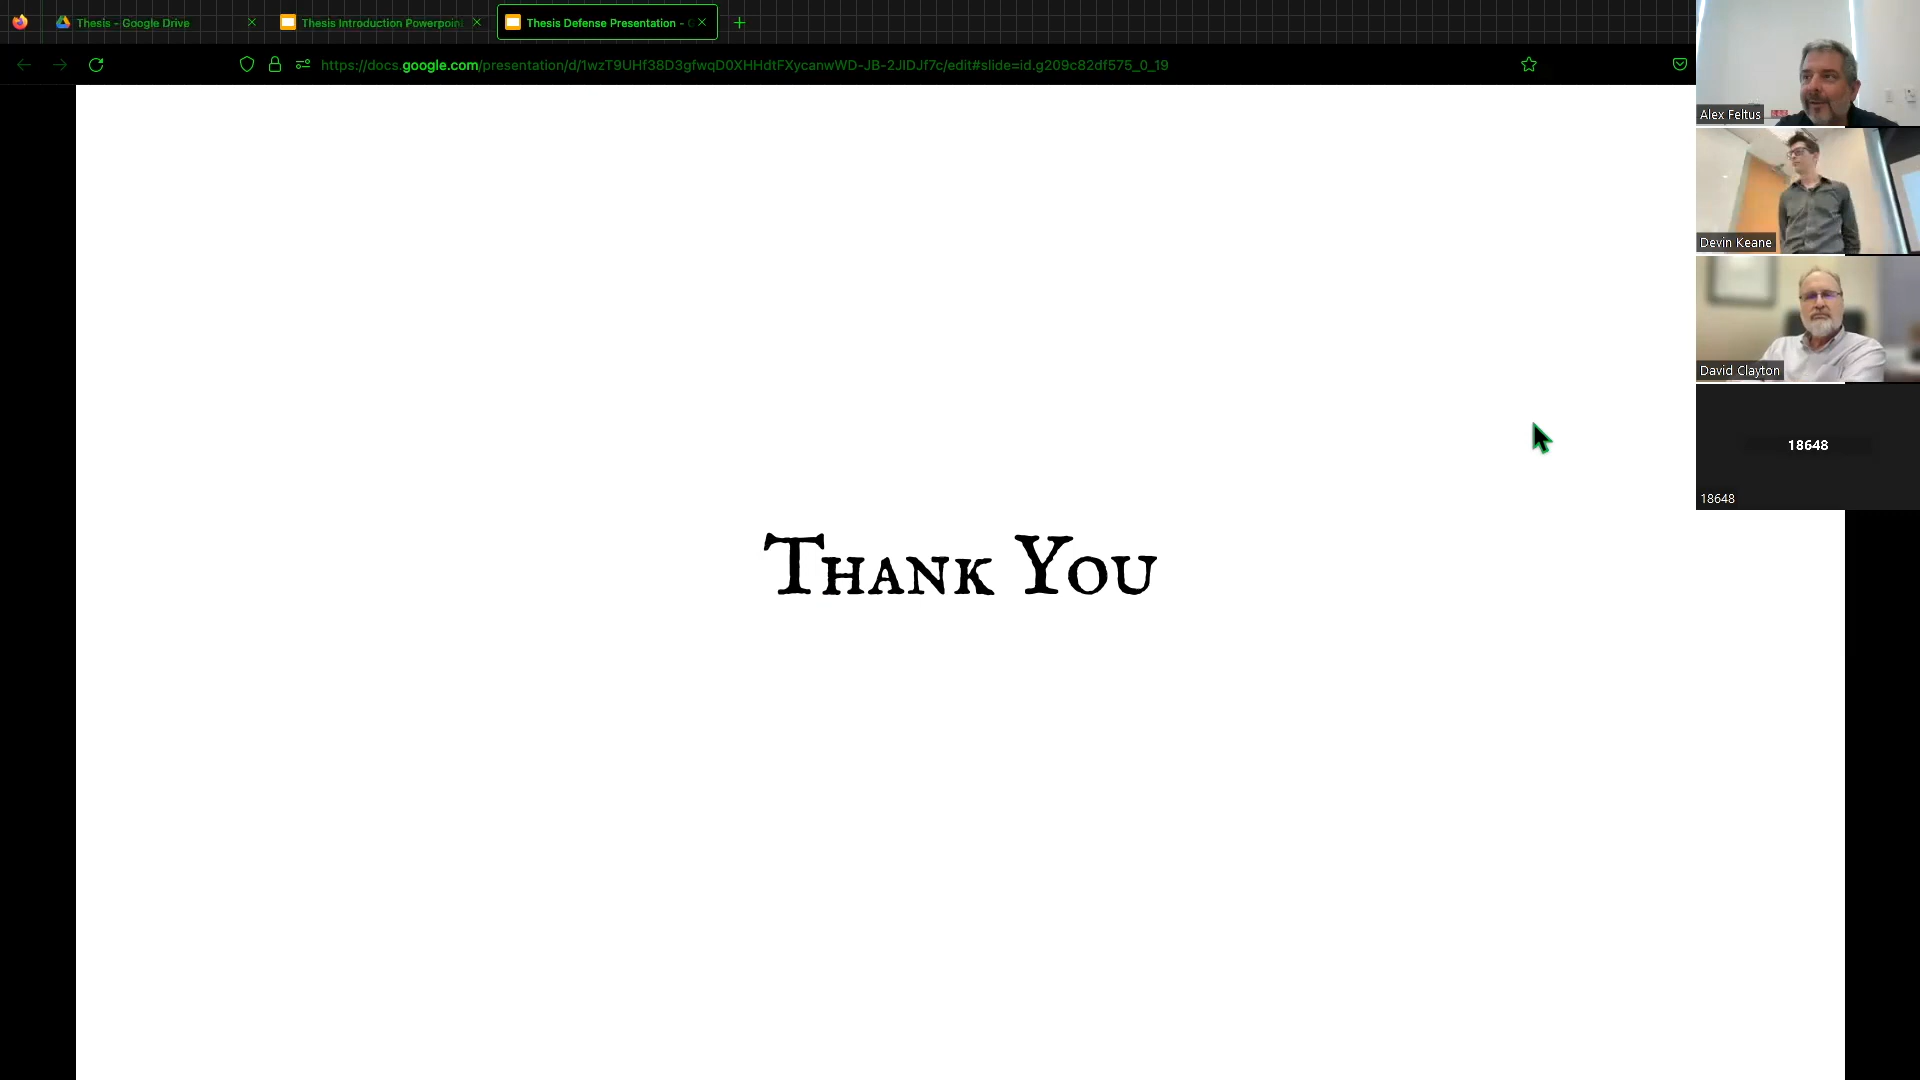 Thesis - Google Drive
Thesis Introduction Powerpoin
Thesis Defense Presentation -
https://docs.google.com/presentation/d/1wzT9UHf38D3gfwqD0XHHdtFXycanwWD-JB-2JIDJf7c/edit#slide=id.g209c82df575_0_19
Alex Feltus
Devin Keane
David Clayton
18648
18648
Thank You